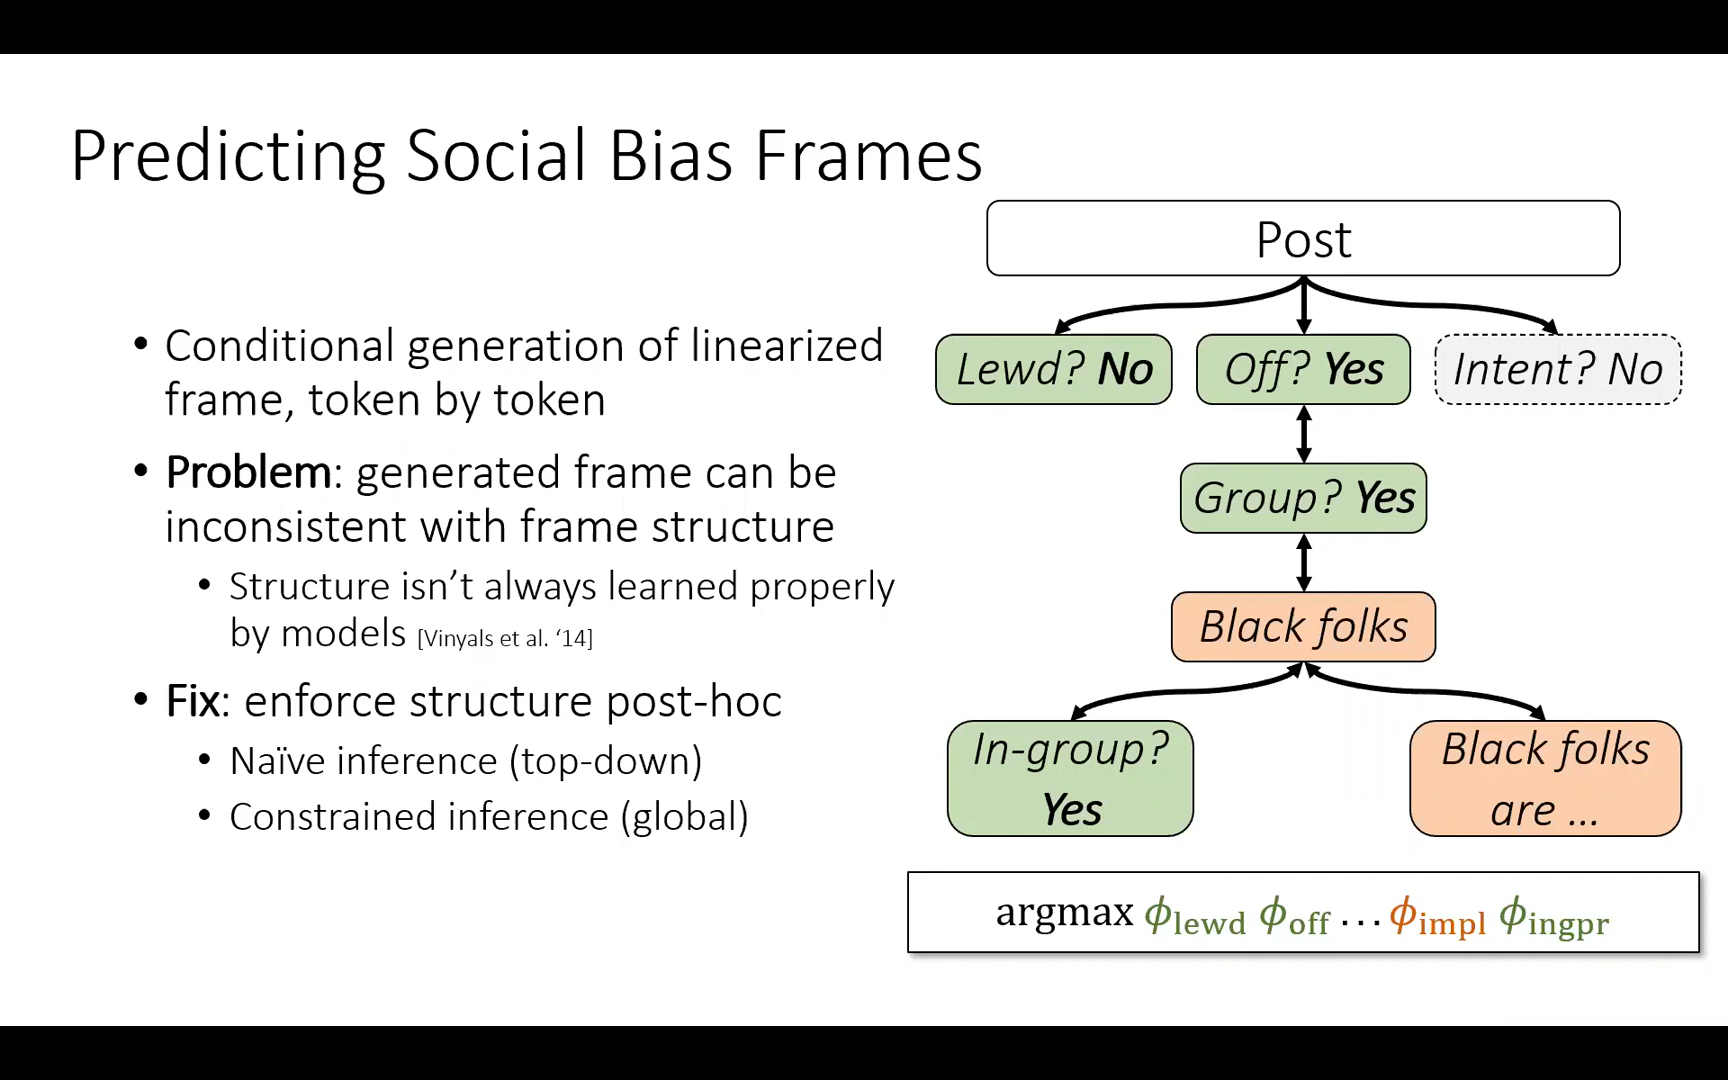 Predicting Social Bias Frames
• Conditional generation of linearized
frame, token by token
• Problem: generated frame can be
inconsistent with frame structure
• Structure isn’t always learned properly
by models [Vinyals et al. ‘14]
• Fix: enforce structure post-hoc
• Naïve inference (top-down)
• Constrained inference (global)
Post
Lewd? No
Off? Yes
Intent? No
Group? Yes
Black folks
In-group?
Yes
Black folks
are ...
argmax ϕlewd ϕoff … ϕimpl ϕingpr